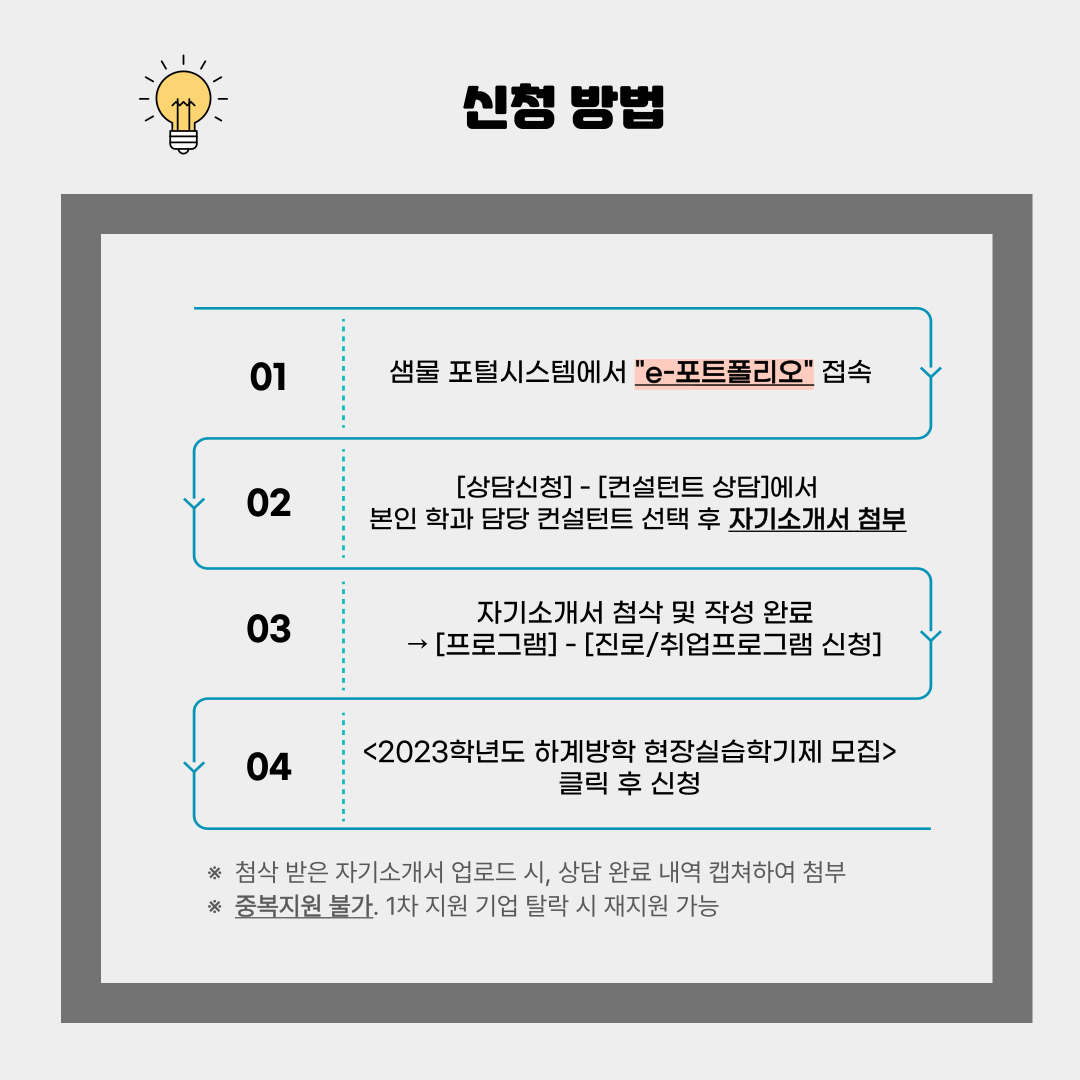 신청 방법
01
샘물 포털시스템에서 "e-포트폴리오" 접속
02
[상담신청] - [컨설턴트 상담]에서
본인 학과 담당 컨설턴트 선택 후 자기소개서 첨부
03
자기소개서 첨삭 및 작성 완료
→ [프로그램] - [진로/취업프로그램 신청]
04
<2023학년도 하계방학 현장실습학기제 모집>
클릭 후 신청
※ 첨삭 받은 자기소개서 업로드 시, 상담 완료 내역 캡쳐하여 첨부
※ 중복지원 불가. 1차 지원 기업 탈락 시 재지원 가능